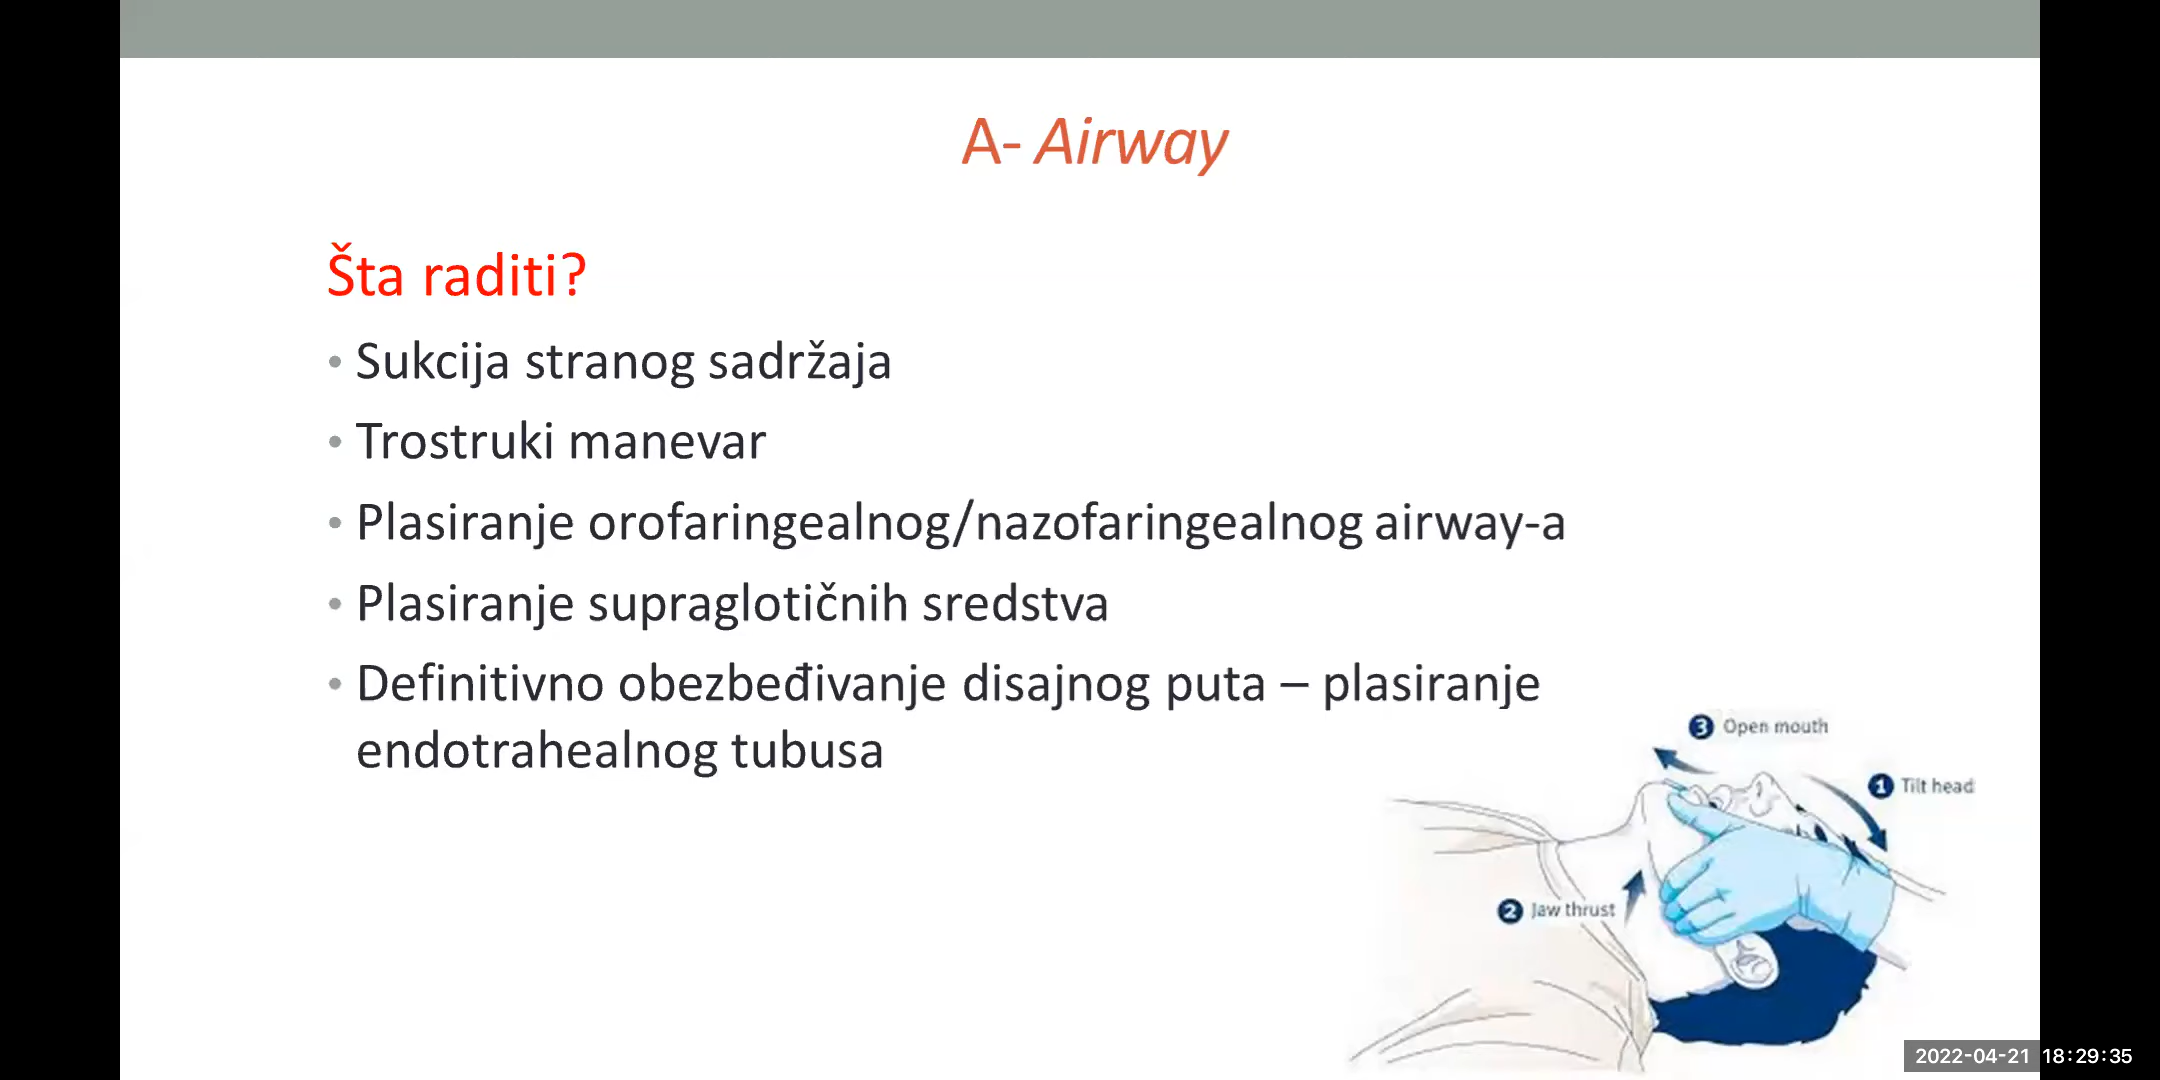 A- Airway
Šta raditi?
• Sukcija stranog sadržaja
• Trostruki manevar
• Plasiranje orofaringealnog/nazofaringealnog airway-a
• Plasiranje supraglotičnih sredstva
• Definitivno obezbeđivanje disajnog puta – plasiranje
endotrahealnog tubusa
3 Open mouth
1 Tilt head
2 Jaw thrust
2022-04-21 18:29:35